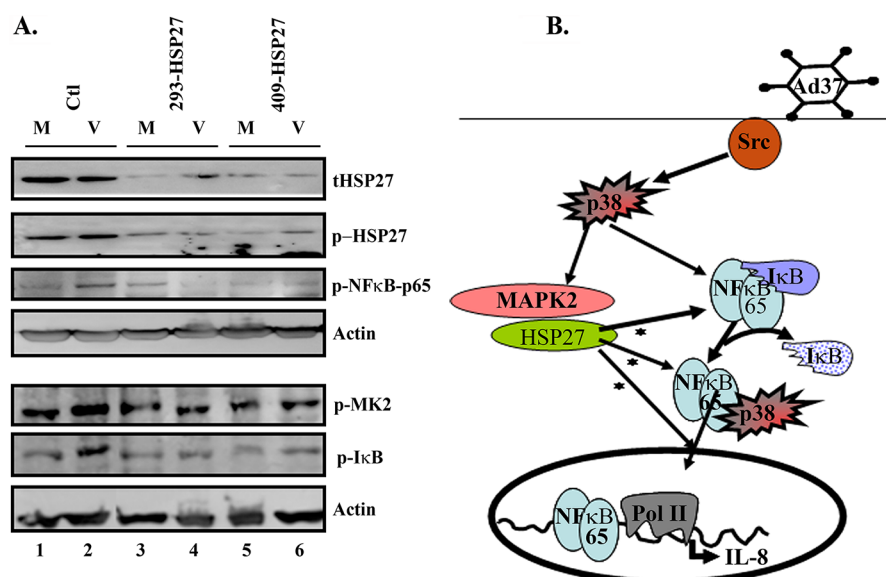 A.
Ctl
293-HSP27
409-HSP27
M V M V M V
tHSP27
p-HSP27
p-NFκB-p65
Actin
p-MK2
p-IκB
Actin
1 2 3 4 5 6
B.
Ad37
Src
p38
IκB
NFκB
65
MAPK2
HSP27
*
*
*
IκB
NFκB
65
p38
NFκB
65
Pol II
IL-8